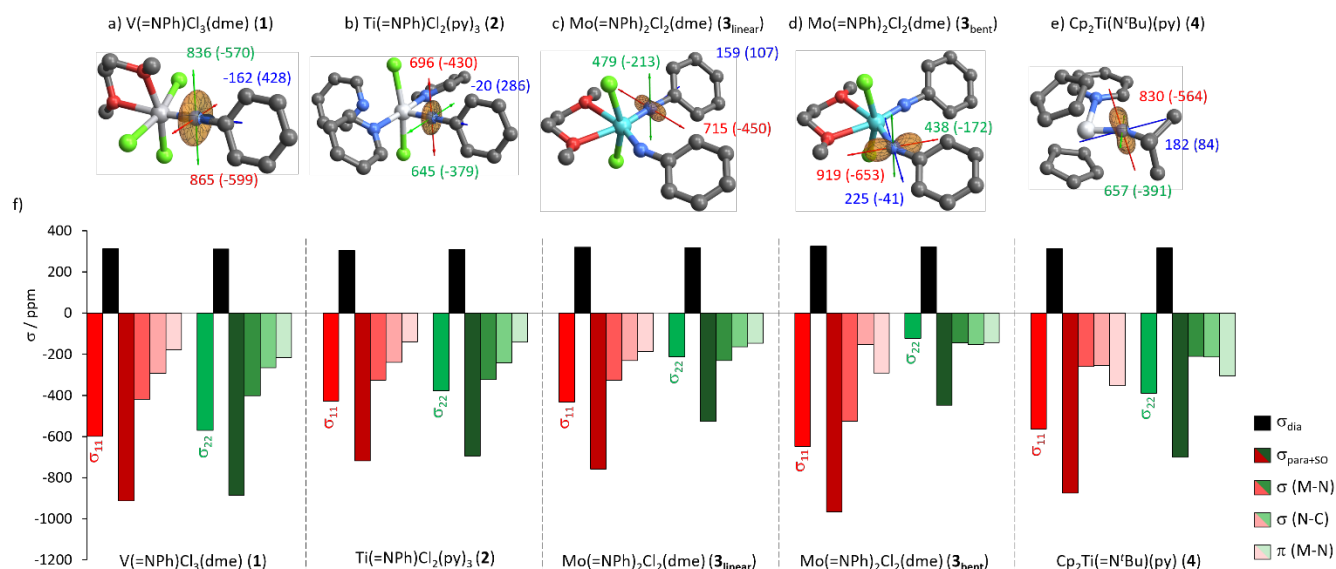 a) V(=NPh)Cl₃(dme) (1)
b) Ti(=NPh)Cl₂(py)₃ (2)
c) Mo(=NPh)₂Cl₂(dme) (3linear)
d) Mo(=NPh)₂Cl₂(dme) (3bent)
e) Cp₂Ti(NᵗBu)(py) (4)
836 (-570)
-162 (428)
865 (-599)
696 (-430)
-20 (286)
645 (-379)
479 (-213)
159 (107)
715 (-450)
438 (-172)
919 (-653)
225 (-41)
830 (-564)
182 (84)
657 (-391)
f)
σ / ppm
400
200
0
-200
-400
-600
-800
-1000
-1200
σ₁₁
σ₂₂
σ₁₁
σ₂₂
σ₁₁
σ₂₂
σ₁₁
σ₂₂
σ₁₁
σ₂₂
V(=NPh)Cl₃(dme) (1)
Ti(=NPh)Cl₂(py)₃ (2)
Mo(=NPh)₂Cl₂(dme) (3linear)
Mo(=NPh)₂Cl₂(dme) (3bent)
Cp₂Ti(=NᵗBu)(py) (4)
σdia
σpara+SO
σ (M-N)
σ (N-C)
π (M-N)